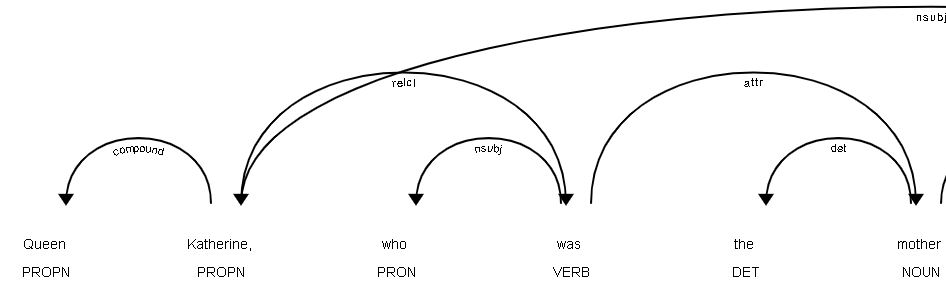 nsubj
relcl attr
compound nsubj det
Queen Katherine, who was the mother
PROPN PROPN PRON VERB DET NOUN